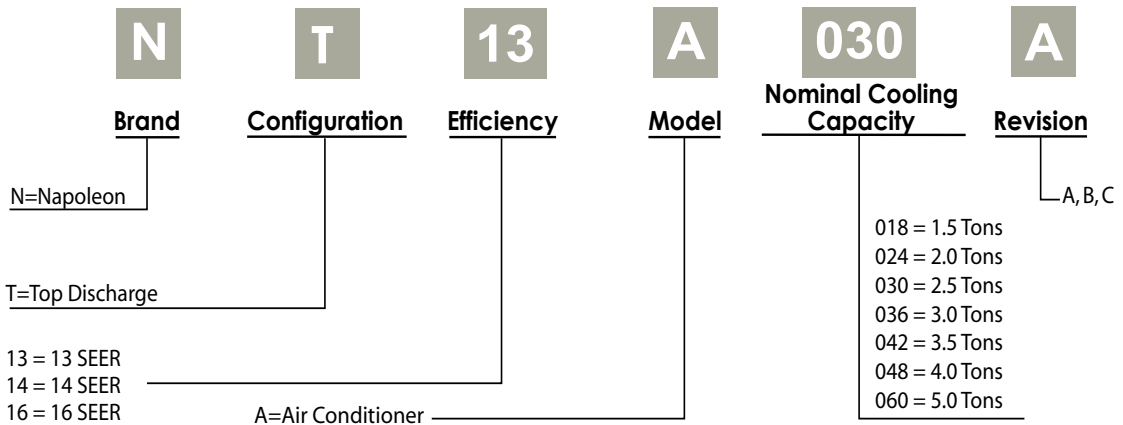 N T 13 A 030 A
Nominal Cooling
Brand Configuration Efficiency Model Capacity Revision
N=Napoleon
A, B, C
T=Top Discharge
13 = 13 SEER
14 = 14 SEER
16 = 16 SEER
A=Air Conditioner
018 = 1.5 Tons
024 = 2.0 Tons
030 = 2.5 Tons
036 = 3.0 Tons
042 = 3.5 Tons
048 = 4.0 Tons
060 = 5.0 Tons